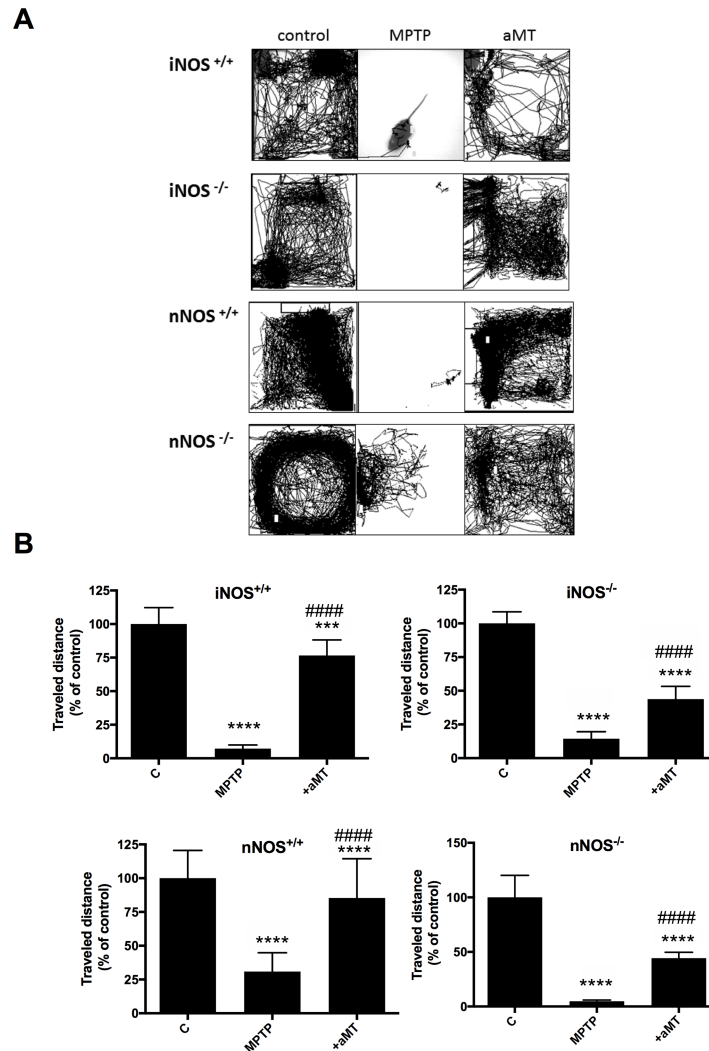 A
control MPTP aMT
iNOS +/+
iNOS -/-
nNOS +/+
nNOS -/-
B
iNOS+/+
Traveled distance
(% of control)
125
100
75
50
25
0
####
***
****
C
MPTP
+aMT
iNOS-/-
Traveled distance
(% of control)
125
100
75
50
25
0
####
****
****
C
MPTP
+aMT
nNOS+/+
Traveled distance
(% of control)
125
100
75
50
25
0
####
****
****
C
MPTP
+aMT
nNOS-/-
Traveled distance
(% of control)
150
100
50
0
####
****
****
C
MPTP
+aMT